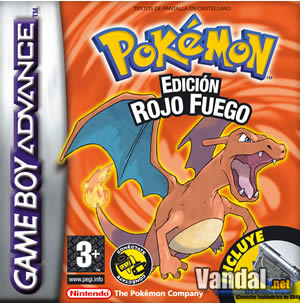 TEXTOS DE PANTALLA EN CASTELLANO
POKéMON
EDICIÓN
ROJO FUEGO
GAME BOY ADVANCE
3+
www.pegi.info
CONÉCTATE
INCLUYE
Vandal.net
Nintendo The Pokémon Company